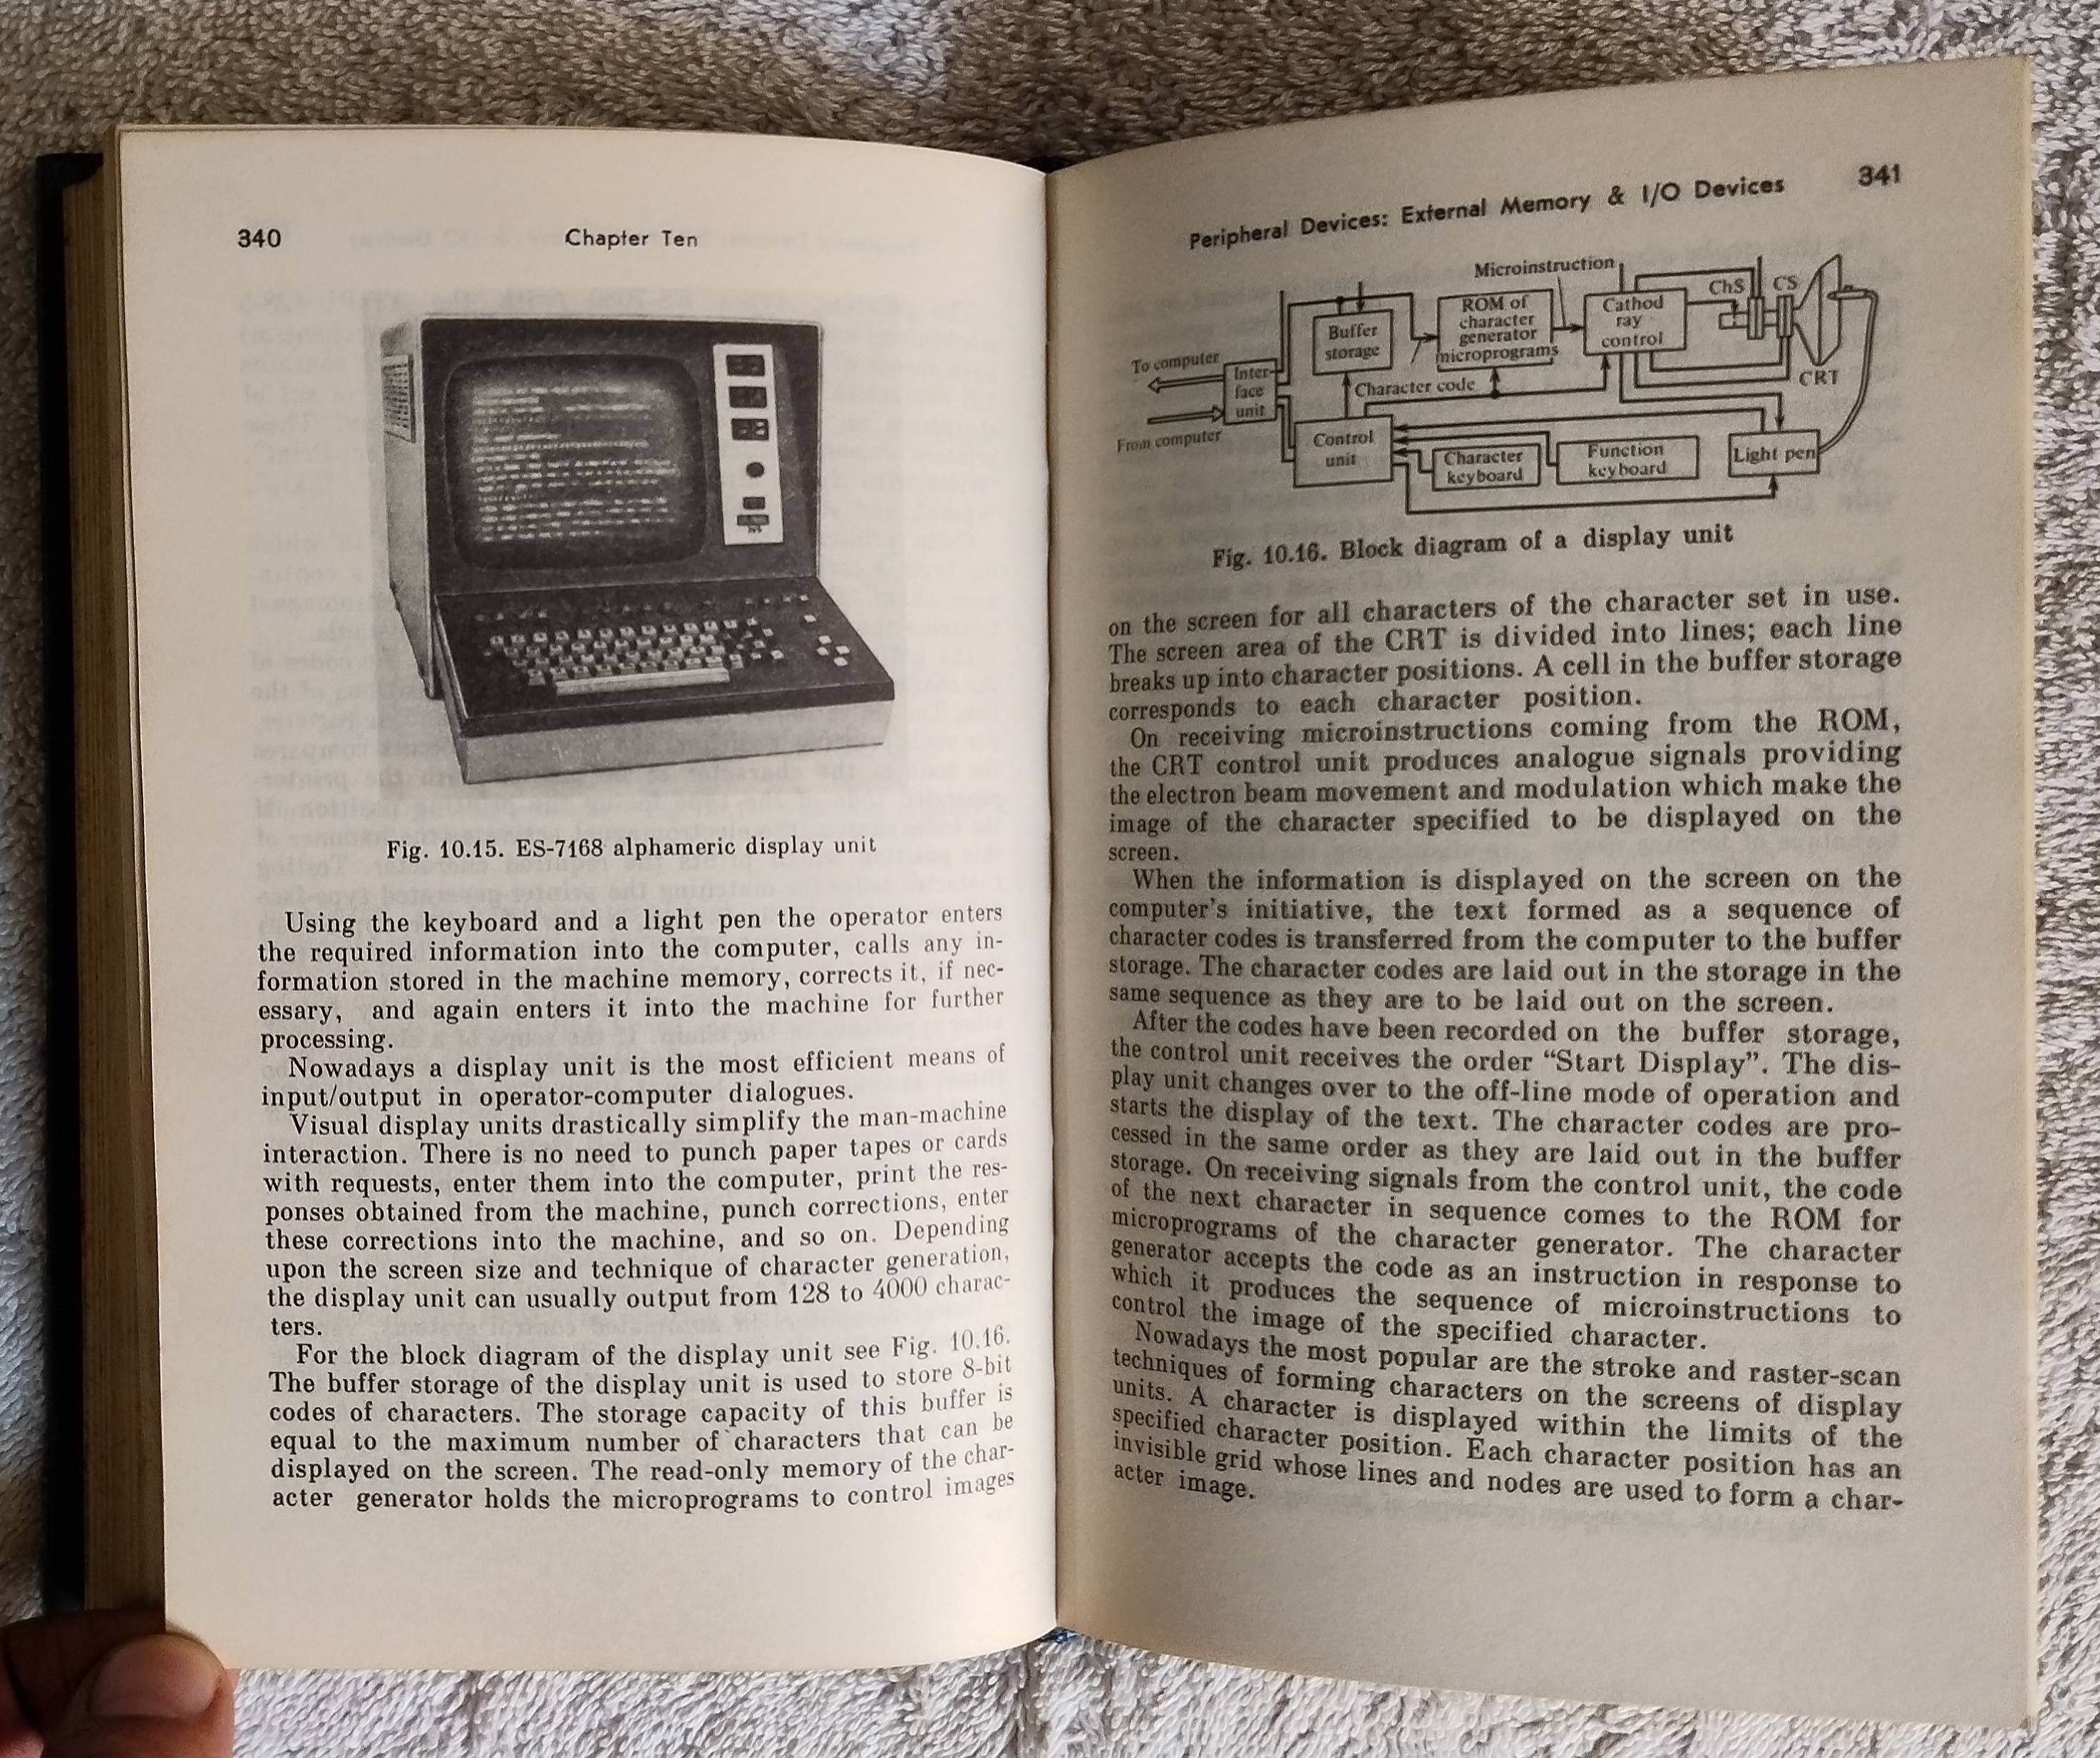 340
Chapter Ten
Fig. 10.15. ES-7168 alphameric display unit
Using the keyboard and a light pen the operator enters
the required information into the computer, calls any in-
formation stored in the machine memory, corrects it, if nec-
essary, and again enters it into the machine for further
processing.
Nowadays a display unit is the most efficient means of
input/output in operator-computer dialogues.
Visual display units drastically simplify the man-machine
interaction. There is no need to punch paper tapes or cards
with requests, enter them into the computer, print the res-
ponses obtained from the machine, punch corrections, enter
these corrections into the machine, and so on. Depending
upon the screen size and technique of character generation,
the display unit can usually output from 128 to 4000 charac-
ters.
For the block diagram of the display unit see Fig. 10.16.
The buffer storage of the display unit is used to store 8-bit
codes of characters. The storage capacity of this buffer is
equal to the maximum number of characters that can be
displayed on the screen. The read-only memory of the char-
acter generator holds the microprograms to control images
Peripheral Devices: External Memory & I/O Devices
341
Microinstruction
ChS
CS
Buffer
storage
ROM of
character
generator
microprograms
Cathod
ray
control
CRT
To computer
Inter-
face
unit
Character code
From computer
Control
unit
Character
keyboard
Function
keyboard
Light pen
Fig. 10.16. Block diagram of a display unit
on the screen for all characters of the character set in use.
The screen area of the CRT is divided into lines; each line
breaks up into character positions. A cell in the buffer storage
corresponds to each character position.
On receiving microinstructions coming from the ROM,
the CRT control unit produces analogue signals providing
the electron beam movement and modulation which make the
image of the character specified to be displayed on the
screen.
When the information is displayed on the screen on the
computer's initiative, the text formed as a sequence of
character codes is transferred from the computer to the buffer
storage. The character codes are laid out in the storage in the
same sequence as they are to be laid out on the screen.
After the codes have been recorded on the buffer storage,
the control unit receives the order “Start Display”. The dis-
play unit changes over to the off-line mode of operation and
starts the display of the text. The character codes are pro-
cessed in the same order as they are laid out in the buffer
storage. On receiving signals from the control unit, the code
of the next character in sequence comes to the ROM for
microprograms of the character generator. The character
generator accepts the code as an instruction in response to
which it produces the sequence of microinstructions to
control the image of the specified character.
Nowadays the most popular are the stroke and raster-scan
techniques of forming characters on the screens of display
units. A character is displayed within the limits of the
specified character position. Each character position has an
invisible grid whose lines and nodes are used to form a char-
acter image.